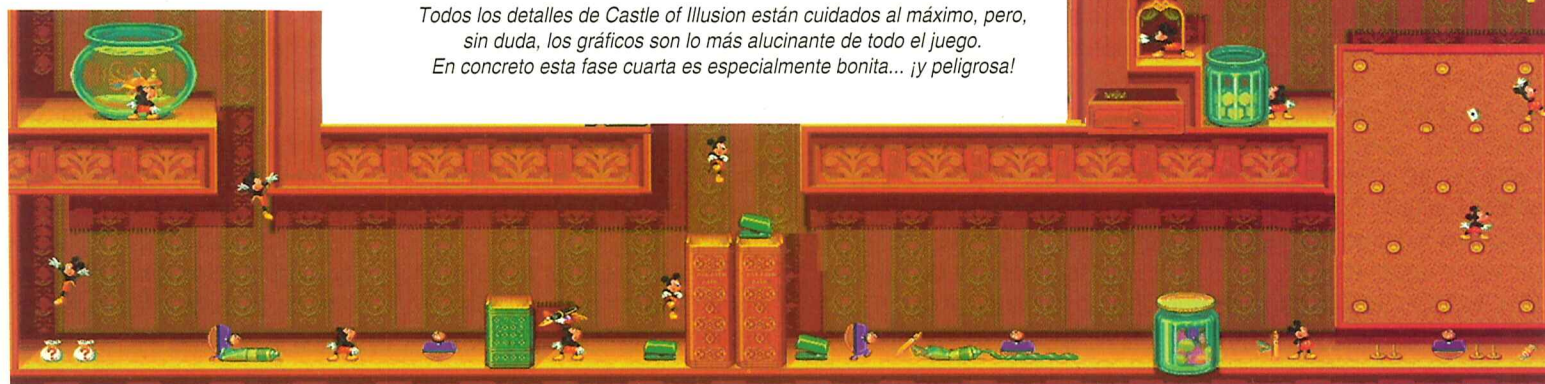 Todos los detalles de Castle of Illusion están cuidados al máximo, pero,
sin duda, los gráficos son lo más alucinante de todo el juego.
En concreto esta fase cuarta es especialmente bonita... ¡y peligrosa!
? ?